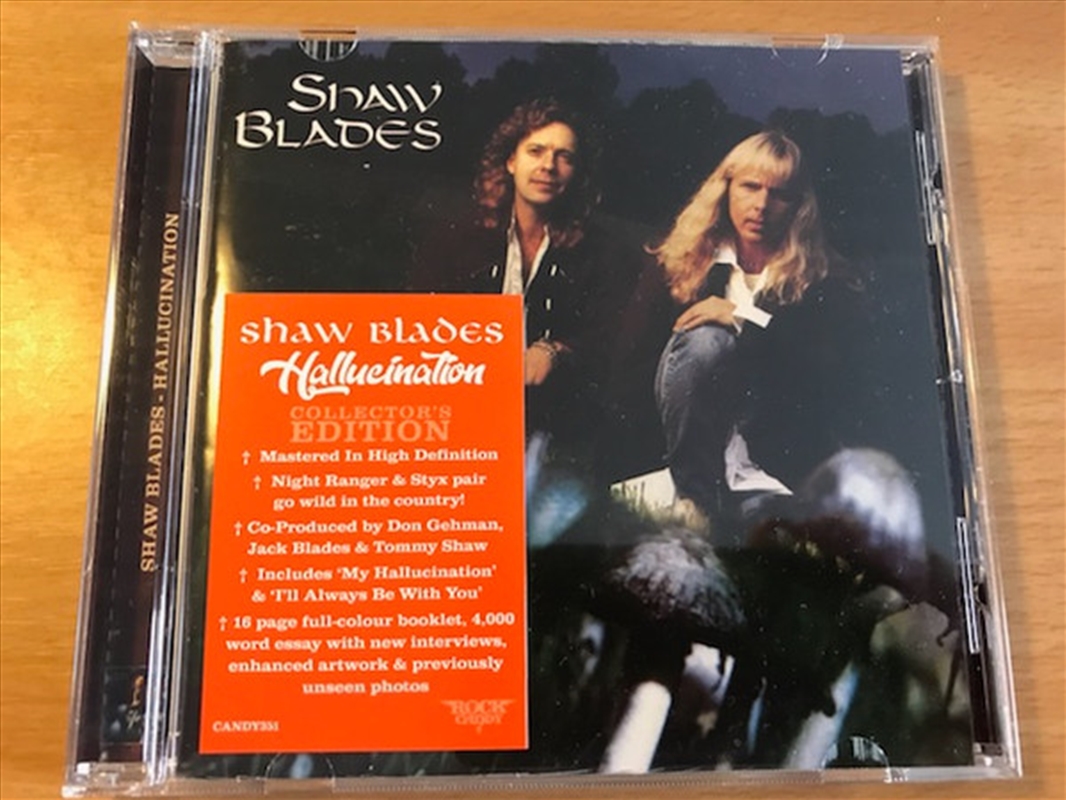 SHAW
BLADES
SHAW BLADES - HALLUCINATION
SHAW BLADES
Hallucination
COLLECTOR'S
EDITION
† Mastered In High Definition
† Night Ranger & Styx pair
go wild in the country!
† Co-Produced by Don Gehman,
Jack Blades & Tommy Shaw
† Includes 'My Hallucination'
& 'I'll Always Be With You'
† 16 page full-colour booklet, 4,000
word essay with new interviews,
enhanced artwork & previously
unseen photos
CANDY351
ROCK
CANDY